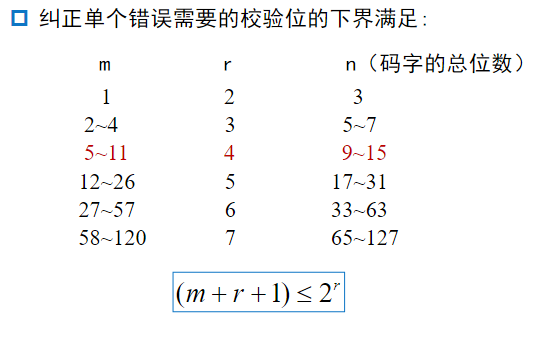 纠正单个错误需要的校验位的下界满足:
m r n（码字的总位数）
1 2 3
2~4 3 5~7
5~11 4 9~15
12~26 5 17~31
27~57 6 33~63
58~120 7 65~127
(m + r + 1) ≤ 2^r